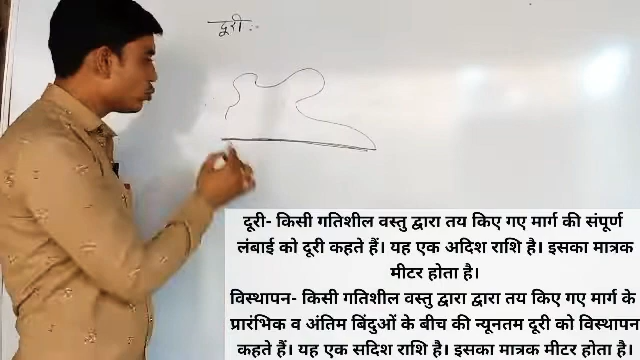 दूरी :-
दूरी- किसी गतिशील वस्तु द्वारा तय किए गए मार्ग की संपूर्ण
लंबाई को दूरी कहते हैं। यह एक अदिश राशि है। इसका मात्रक
मीटर होता है।
विस्थापन- किसी गतिशील वस्तु द्वारा द्वारा तय किए गए मार्ग के
प्रारंभिक व अंतिम बिंदुओं के बीच की न्यूनतम दूरी को विस्थापन
कहते हैं। यह एक सदिश राशि है। इसका मात्रक मीटर होता है।